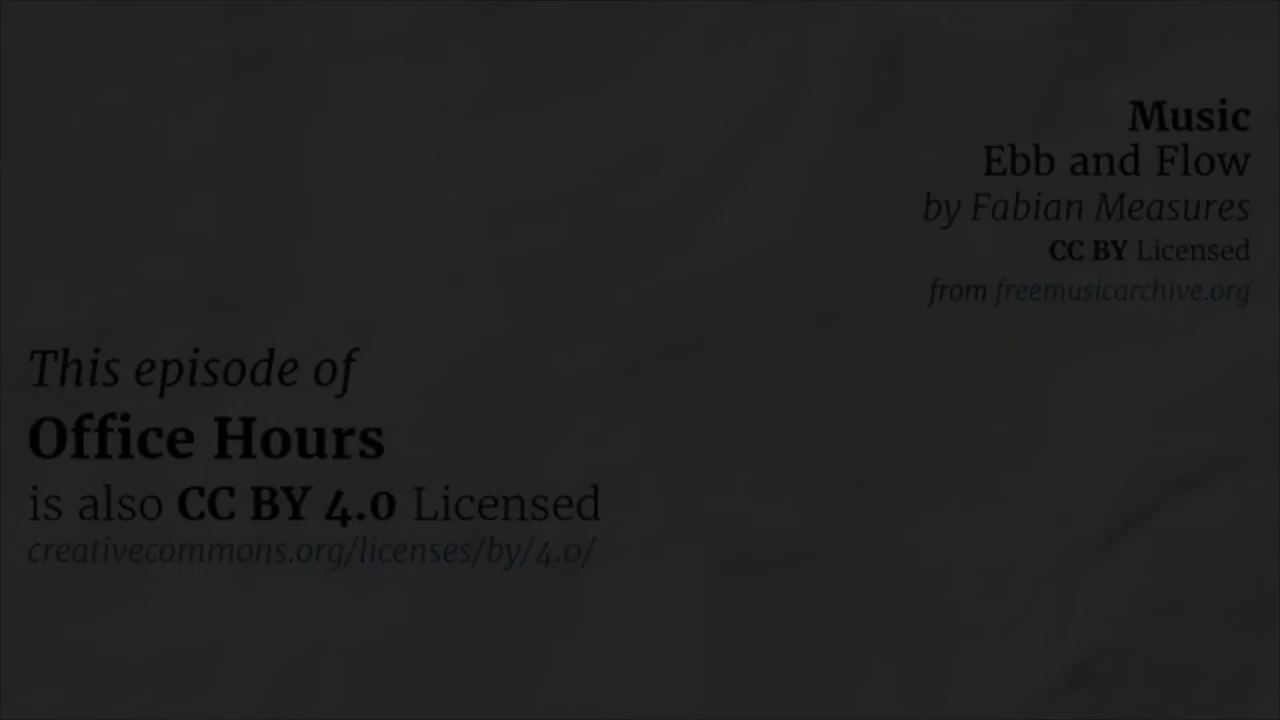 Music
Ebb and Flow
by Fabian Measures
CC BY Licensed
from freemusicarchive.org
This episode of
Office Hours
is also CC BY 4.0 Licensed
creativecommons.org/licenses/by/4.0/